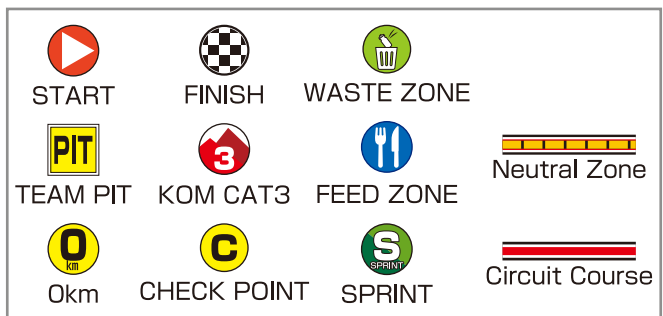 START FINISH WASTE ZONE
PIT 3
TEAM PIT KOM CAT3 FEED ZONE Neutral Zone
0 km C S SPRINT
0km CHECK POINT SPRINT Circuit Course